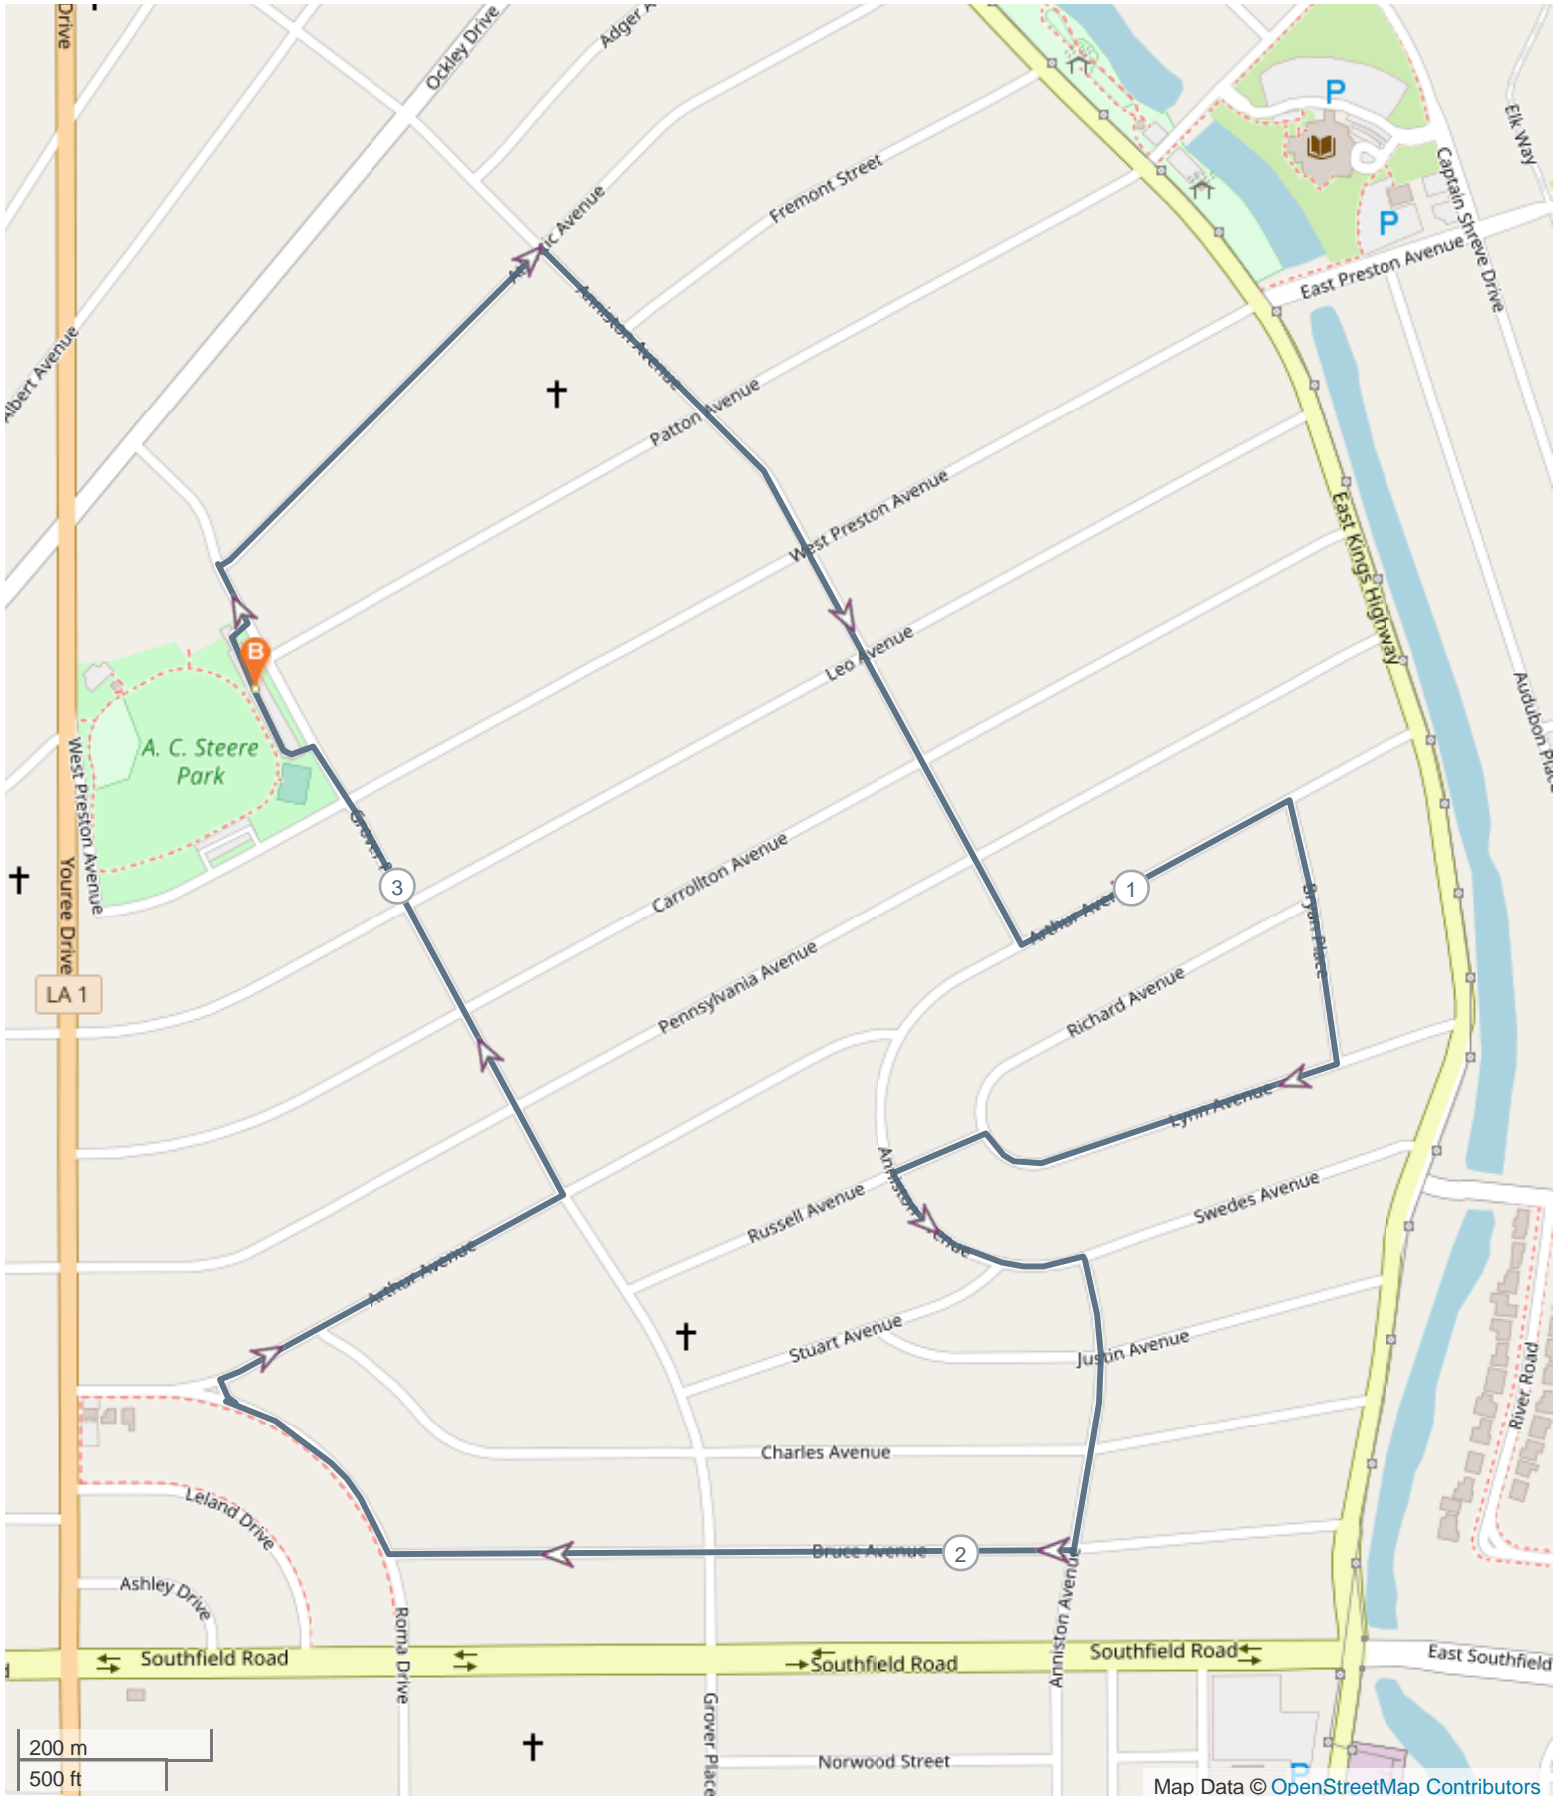 Drive
Ockley Drive
Adger A
Elk Way
P
Captain Shreve Drive
Fremont Street
ic Avenue
P
East Preston Avenue
Anniston Avenue
Albert Avenue
Patton Avenue
West Preston Avenue
East Kings Highway
B
Leo Avenue
A. C. Steere
Park
West Preston Avenue
Audubon Place
Grover
Carrollton Avenue
3
1
Arthur Avenue
Bryan Place
Youree Drive
LA 1
Pennsylvania Avenue
Richard Avenue
Lynn Avenue
Anniston Avenue
Russell Avenue
Swedes Avenue
Arthur Avenue
Stuart Avenue
Justin Avenue
River Road
Charles Avenue
Leland Drive
Bruce Avenue
2
Ashley Drive
Roma Drive
Anniston Avenue
Southfield Road
Southfield Road
Southfield Road
East Southfield
Grover Place
Norwood Street
P
200 m
500 ft
Map Data © OpenStreetMap Contributors